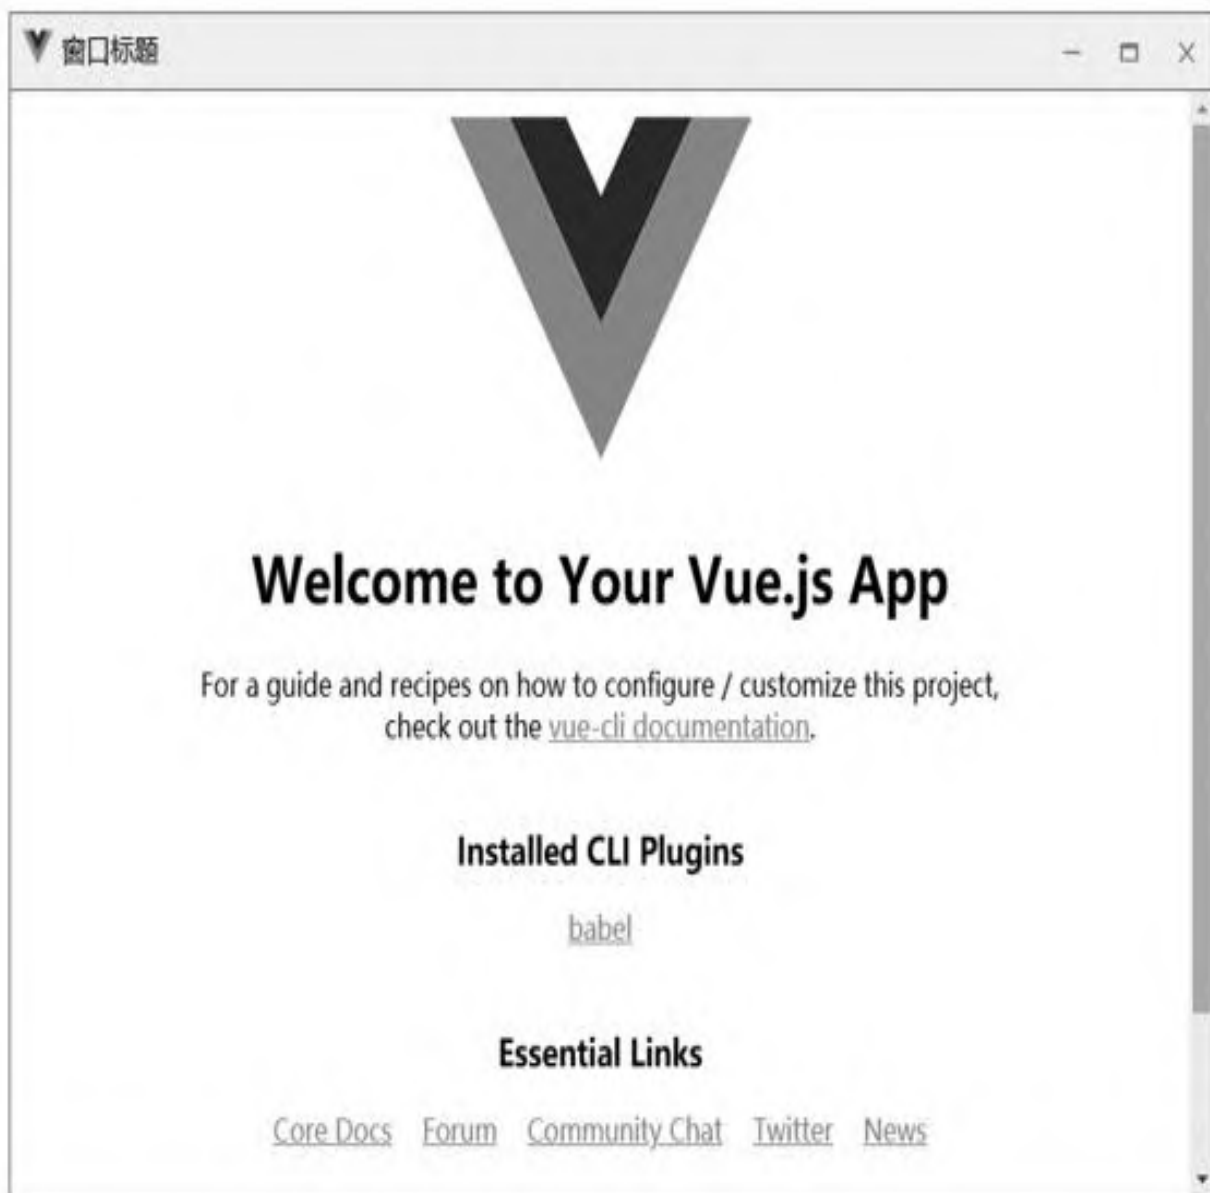 窗口标题
Welcome to Your Vue.js App
For a guide and recipes on how to configure / customize this project,
check out the vue-cli documentation.
Installed CLI Plugins
babel
Essential Links
Core Docs Forum Community Chat Twitter News